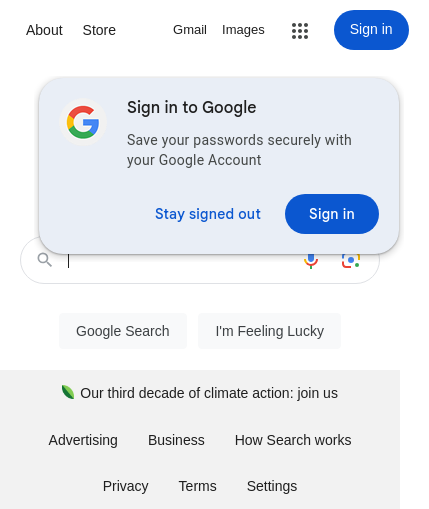 About Store Gmail Images Sign in
Sign in to Google
Save your passwords securely with
your Google Account
Stay signed out Sign in
Google Search I'm Feeling Lucky
Our third decade of climate action: join us
Advertising Business How Search works
Privacy Terms Settings